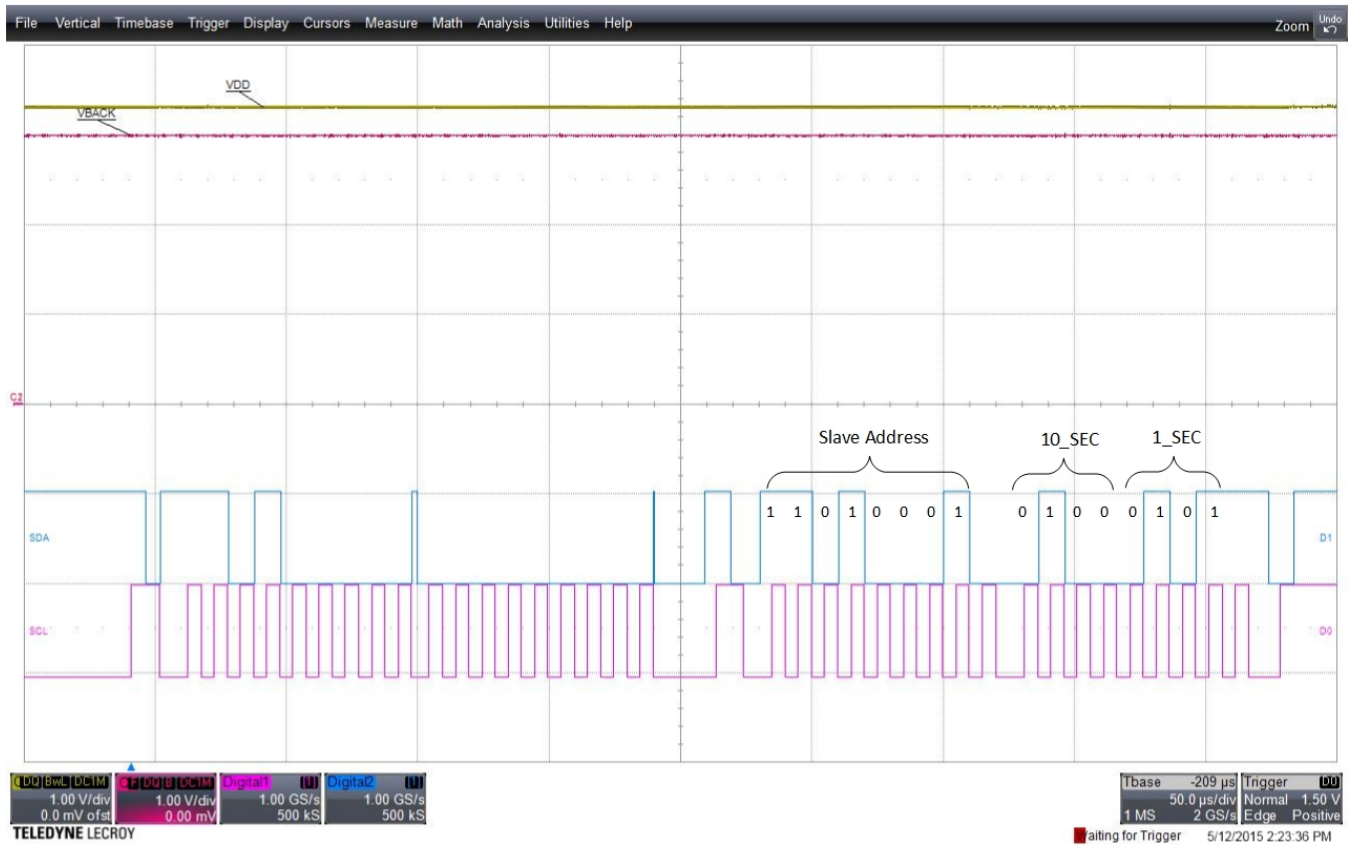 File Vertical Timebase Trigger Display Cursors Measure Math Analysis Utilities Help
Zoom Undo
VDD
VBACK
C2
Slave Address 10_SEC 1_SEC
1 1 0 1 0 0 0 1 0 1 0 0 0 1 0 1
SDA D1
SCL D0
BwL DC1M
1.00 V/div
0.0 mV ofst
DC1M
1.00 V/div
0.00 mV
Digital1
1.00 GS/s
500 kS
Digital2
1.00 GS/s
500 kS
Tbase -209 µs
50.0 µs/div
1 MS 2 GS/s
Trigger D0
Normal 1.50 V
Edge Positive
TELEDYNE LECROY
Waiting for Trigger 5/12/2015 2:23:36 PM